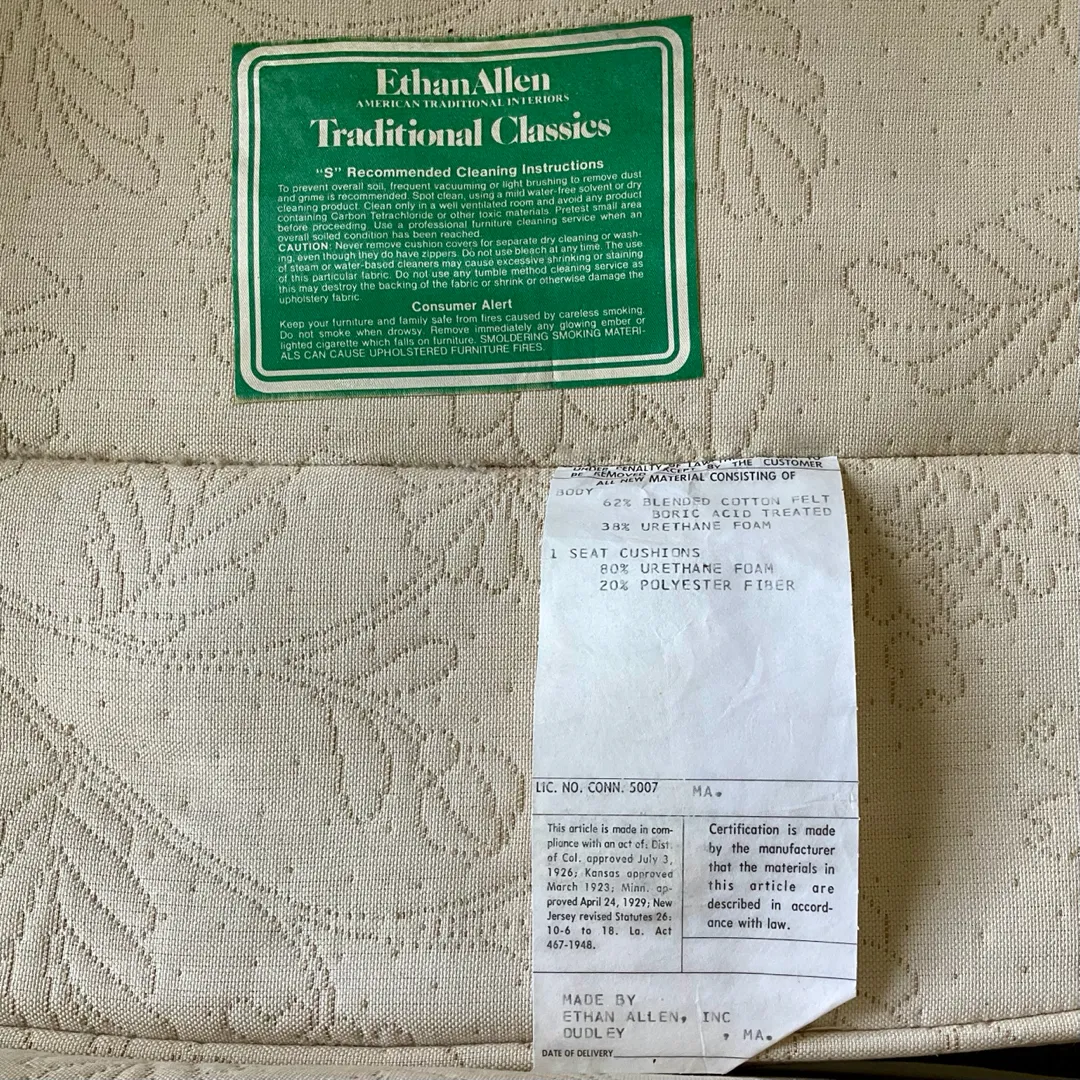 EthanAllen
AMERICAN TRADITIONAL INTERIORS
Traditional Classics
"S" Recommended Cleaning Instructions
To prevent overall soil, frequent vacuuming or light brushing to remove dust
and grime is recommended. Spot clean, using a mild water-free solvent or dry
cleaning product. Clean only in a well ventilated room and avoid any product
containing Carbon Tetrachloride or other toxic materials. Pretest small area
before proceeding. Use a professional furniture cleaning service when an
overall soiled condition has been reached.
CAUTION: Never remove cushion covers for separate dry cleaning or wash-
ing, even though they do have zippers. Do not use bleach at any time. The use
of steam or water-based cleaners may cause excessive shrinking or staining
of this particular fabric. Do not use any tumble method cleaning service as
this may destroy the backing of the fabric or shrink or otherwise damage the
upholstery fabric.
Consumer Alert
Keep your furniture and family safe from fires caused by careless smoking.
Do not smoke when drowsy. Remove immediately any glowing ember or
lighted cigarette which falls on furniture. SMOLDERING SMOKING MATERI-
ALS CAN CAUSE UPHOLSTERED FURNITURE FIRES.
UNDER PENALTY LAW
BE REMOVED BY THE CUSTOMER
ALL NEW MATERIAL CONSISTING OF
BODY
62% BLENDED COTTON FELT
BORIC ACID TREATED
38% URETHANE FOAM
1 SEAT CUSHIONS
80% URETHANE FOAM
20% POLYESTER FIBER
LIC. NO. CONN. 5007 MA.
This article is made in com-
pliance with an act of: Dist.
of Col. approved July 3,
1926; Kansas approved
March 1923; Minn. ap-
proved April 24, 1929; New
Jersey revised Statutes 26:
10-6 to 18. La. Act
467-1948.
Certification is made
by the manufacturer
that the materials in
this article are
described in accord-
ance with law.
MADE BY
ETHAN ALLEN, INC
DUDLEY , MA.
DATE OF DELIVERY